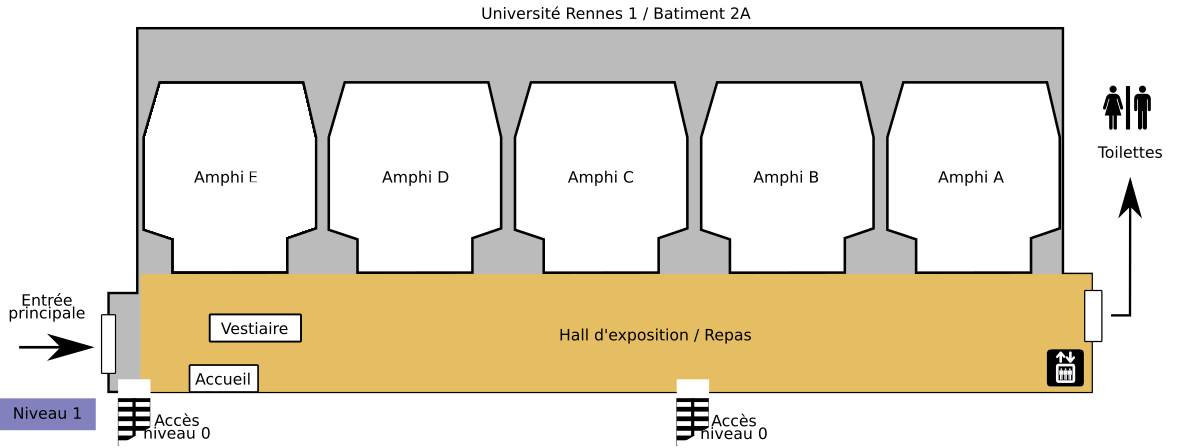 Université Rennes 1 / Batiment 2A
Amphi E
Amphi D
Amphi C
Amphi B
Amphi A
Toilettes
Entrée
principale
Vestiaire
Hall d'exposition / Repas
Accueil
Niveau 1
Accès
niveau 0
Accès
niveau 0